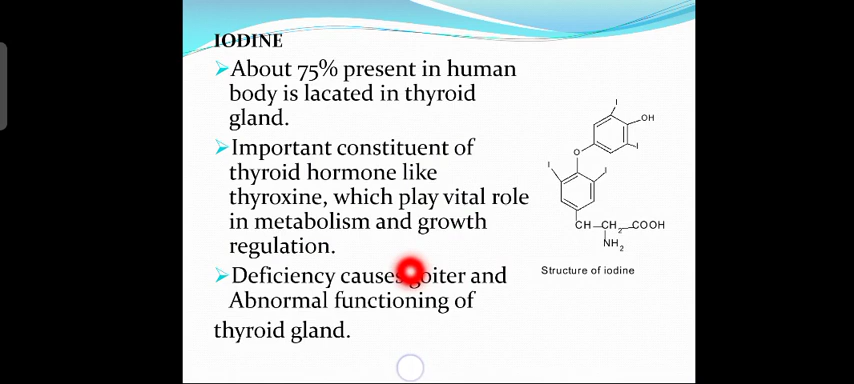 IODINE
About 75% present in human
body is lacated in thyroid
gland.
Important constituent of
thyroid hormone like
thyroxine, which play vital role
in metabolism and growth
regulation.
Deficiency causes goiter and
Abnormal functioning of
thyroid gland.
I
OH
I
O
I
I
CH-CH2-COOH
NH2
Structure of iodine